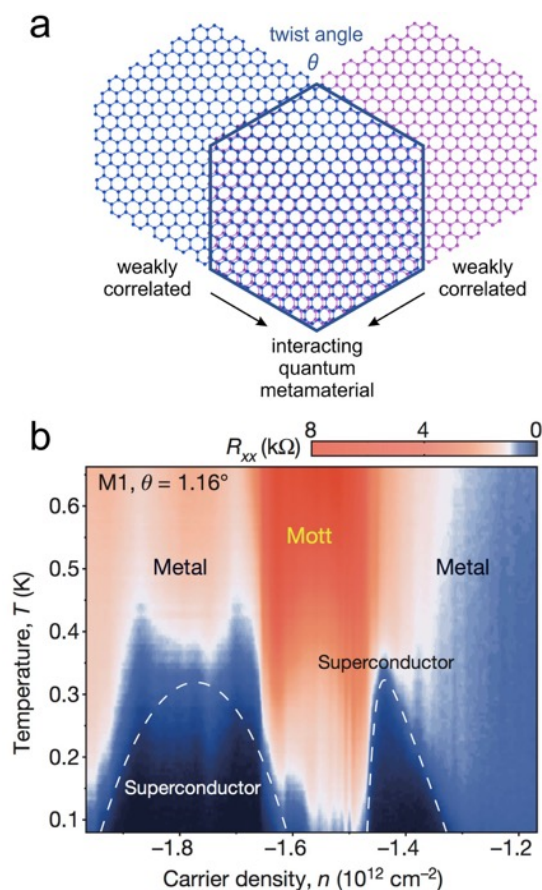 a
twist angle
θ
weakly
correlated
weakly
correlated
interacting
quantum
metamaterial
b
R_xx (kΩ)
8
4
0
M1, θ = 1.16°
Mott
Metal
Metal
Superconductor
Superconductor
Temperature, T (K)
0.6
0.5
0.4
0.3
0.2
0.1
−1.8
−1.6
−1.4
−1.2
Carrier density, n (10¹² cm⁻²)